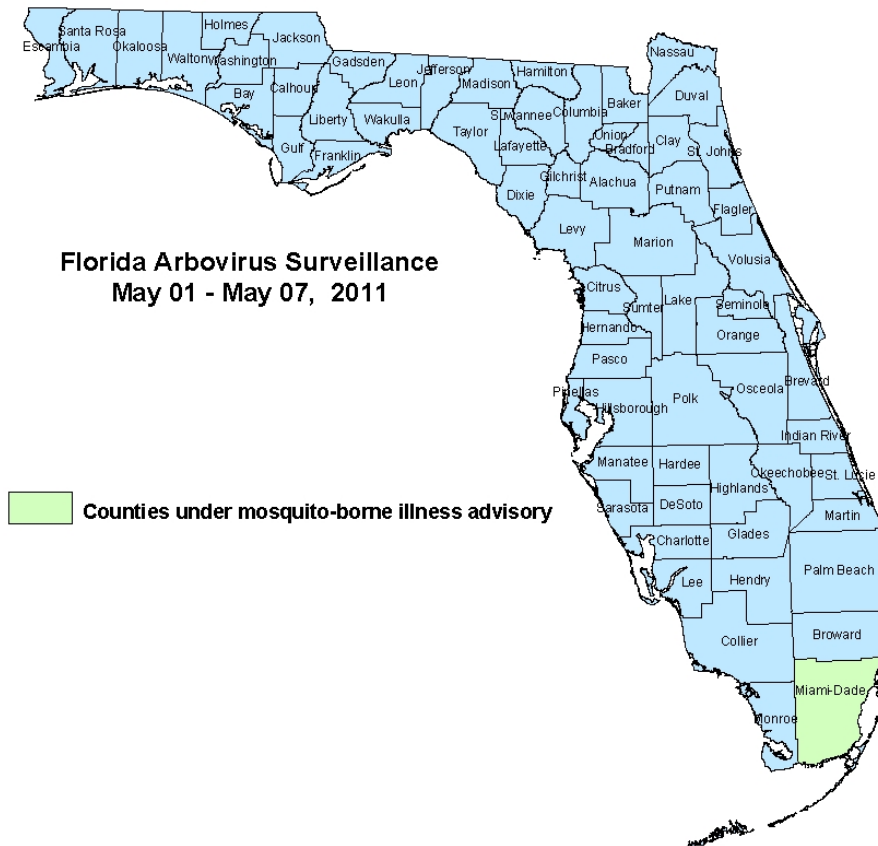 Holmes
Santa Rosa
Jackson
Escambia
Okaloosa
Walton
Washington
Gadsden
Leon
Jefferson
Madison
Hamilton
Nassau
Bay
Calhoun
Liberty
Wakulla
Taylor
Suwannee
Columbia
Baker
Duval
Gulf
Franklin
Lafayette
Union
Bradford
Clay
St. Johns
Dixie
Gilchrist
Alachua
Putnam
Flagler
Levy
Marion
Volusia
Florida Arbovirus Surveillance
May 01 - May 07, 2011
Citrus
Sumter
Lake
Seminole
Hernando
Orange
Pasco
Osceola
Brevard
Pinellas
Hillsborough
Polk
Indian River
Manatee
Hardee
Okeechobee
St. Lucie
Highlands
Counties under mosquito-borne illness advisory
Sarasota
DeSoto
Martin
Charlotte
Glades
Palm Beach
Lee
Hendry
Collier
Broward
Miami-Dade
Monroe